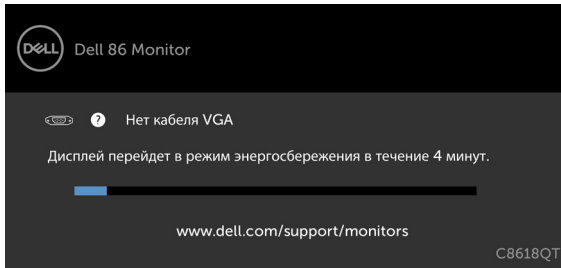 DELL
Dell 86 Monitor
? Нет кабеля VGA
Дисплей перейдет в режим энергосбережения в течение 4 минут.
www.dell.com/support/monitors
C8618QT